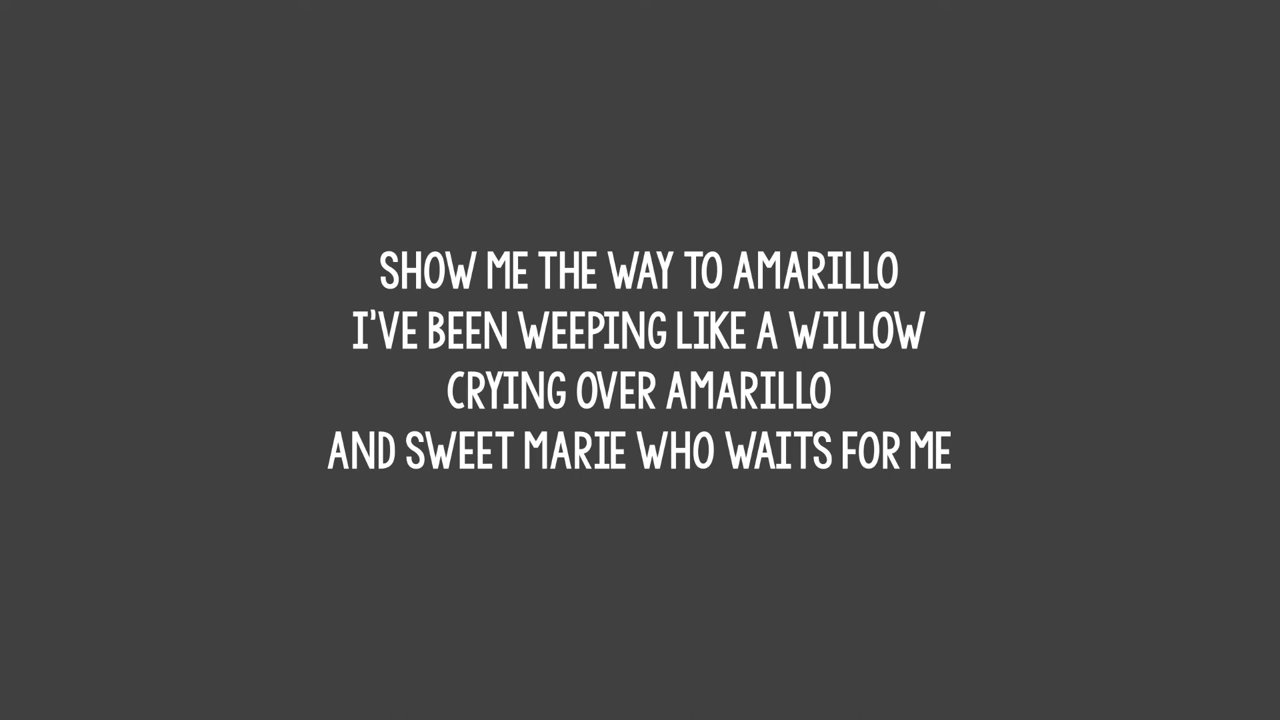 SHOW ME THE WAY TO AMARILLO
I'VE BEEN WEEPING LIKE A WILLOW
CRYING OVER AMARILLO
AND SWEET MARIE WHO WAITS FOR ME